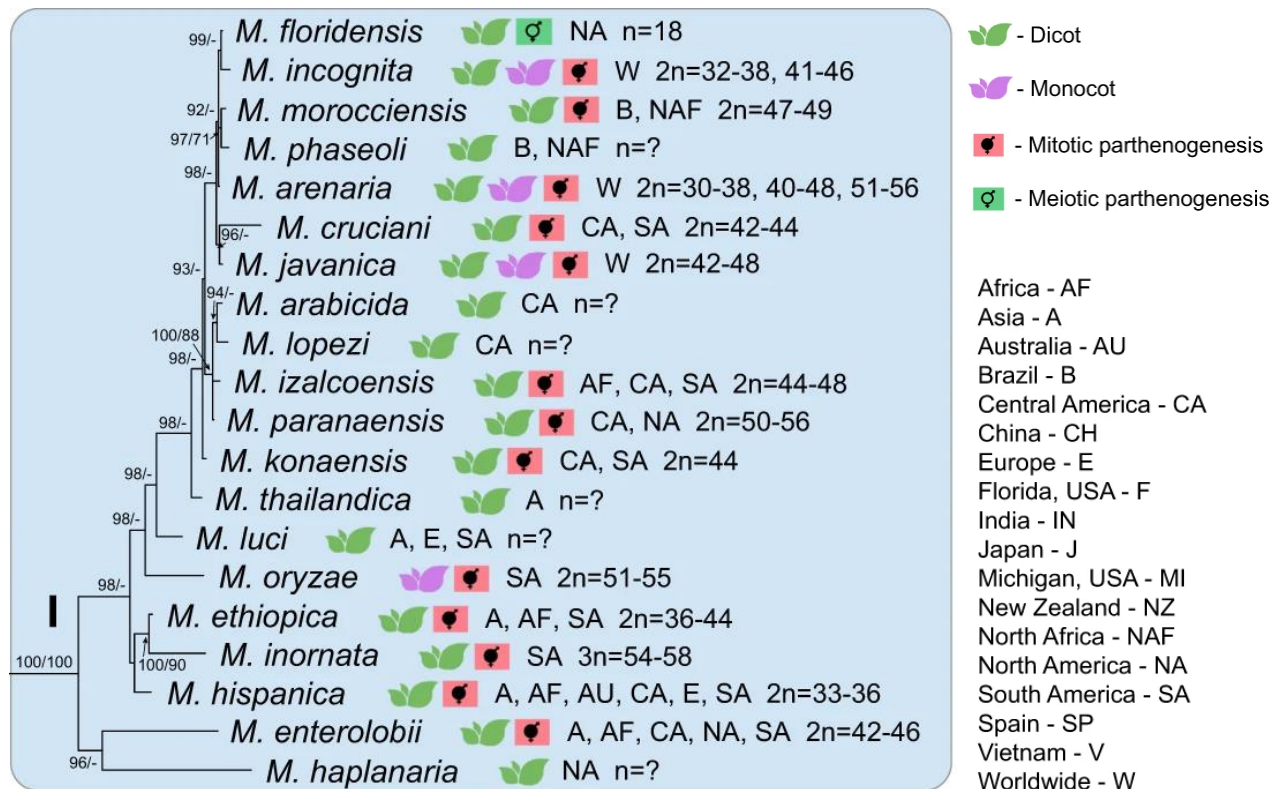 M. floridensis NA n=18
M. incognita W 2n=32-38, 41-46
M. morocciensis B, NAF 2n=47-49
M. phaseoli B, NAF n=?
M. arenaria W 2n=30-38, 40-48, 51-56
M. cruciani CA, SA 2n=42-44
M. javanica W 2n=42-48
M. arabicida CA n=?
M. lopezi CA n=?
M. izalcoensis AF, CA, SA 2n=44-48
M. paranaensis CA, NA 2n=50-56
M. konaensis CA, SA 2n=44
M. thailandica A n=?
M. luci A, E, SA n=?
M. oryzae SA 2n=51-55
M. ethiopica A, AF, SA 2n=36-44
M. inornata SA 3n=54-58
M. hispanica A, AF, AU, CA, E, SA 2n=33-36
M. enterolobii A, AF, CA, NA, SA 2n=42-46
M. haplanaria NA n=?
99/-
92/-
97/71
98/-
96/-
93/-
94/-
100/88
98/-
98/-
98/-
98/-
98/-
I
100/90
100/100
96/-
- Dicot
- Monocot
- Mitotic parthenogenesis
- Meiotic parthenogenesis
Africa - AF
Asia - A
Australia - AU
Brazil - B
Central America - CA
China - CH
Europe - E
Florida, USA - F
India - IN
Japan - J
Michigan, USA - MI
New Zealand - NZ
North Africa - NAF
North America - NA
South America - SA
Spain - SP
Vietnam - V
Worldwide - W